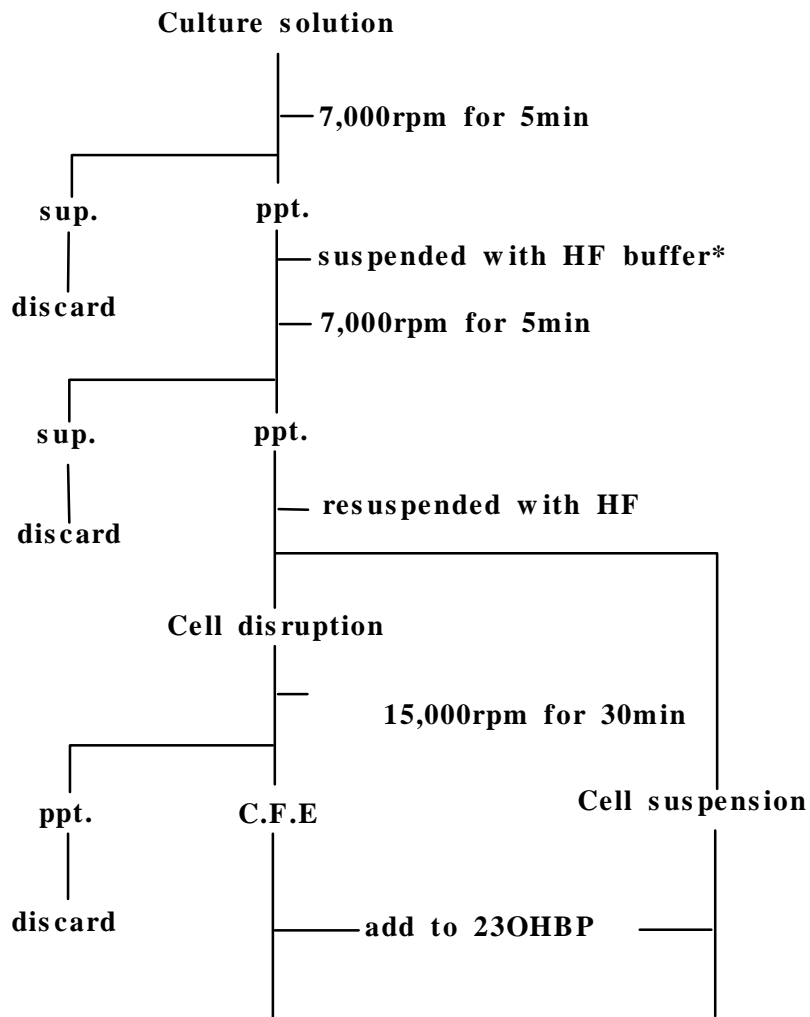 Culture solution
7,000rpm for 5min
sup.
ppt.
suspended with HF buffer*
discard
7,000rpm for 5min
sup.
ppt.
resuspended with HF
discard
Cell disruption
15,000rpm for 30min
ppt.
C.F.E
Cell suspension
discard
add to 23OHBP